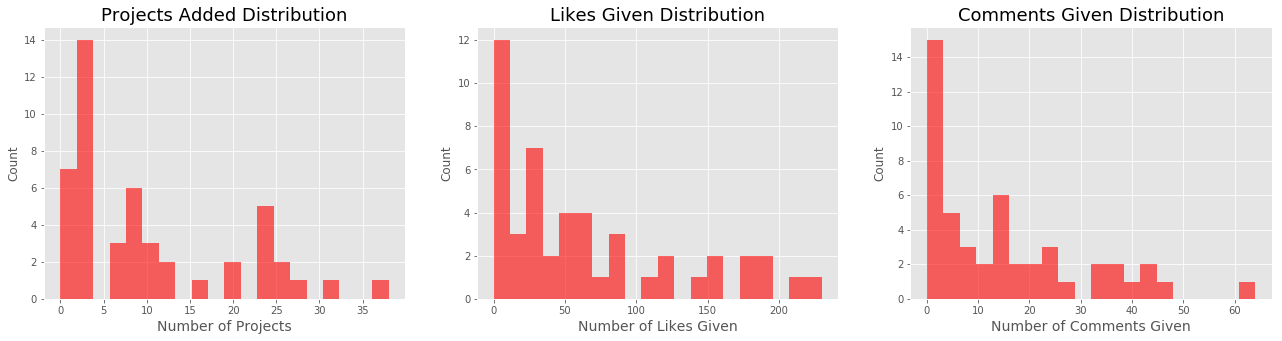 Projects Added Distribution
Count
14
12
10
8
6
4
2
0
0 5 10 15 20 25 30 35
Number of Projects
Likes Given Distribution
Count
12
10
8
6
4
2
0
0 50 100 150 200
Number of Likes Given
Comments Given Distribution
Count
14
12
10
8
6
4
2
0
0 10 20 30 40 50 60
Number of Comments Given